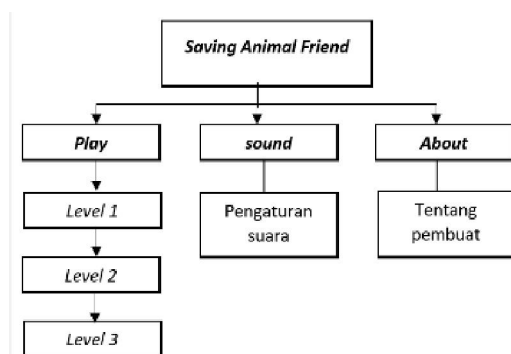 Saving Animal Friend
Play
sound
About
Level 1
Pengaturan
suara
Tentang
pembuat
Level 2
Level 3